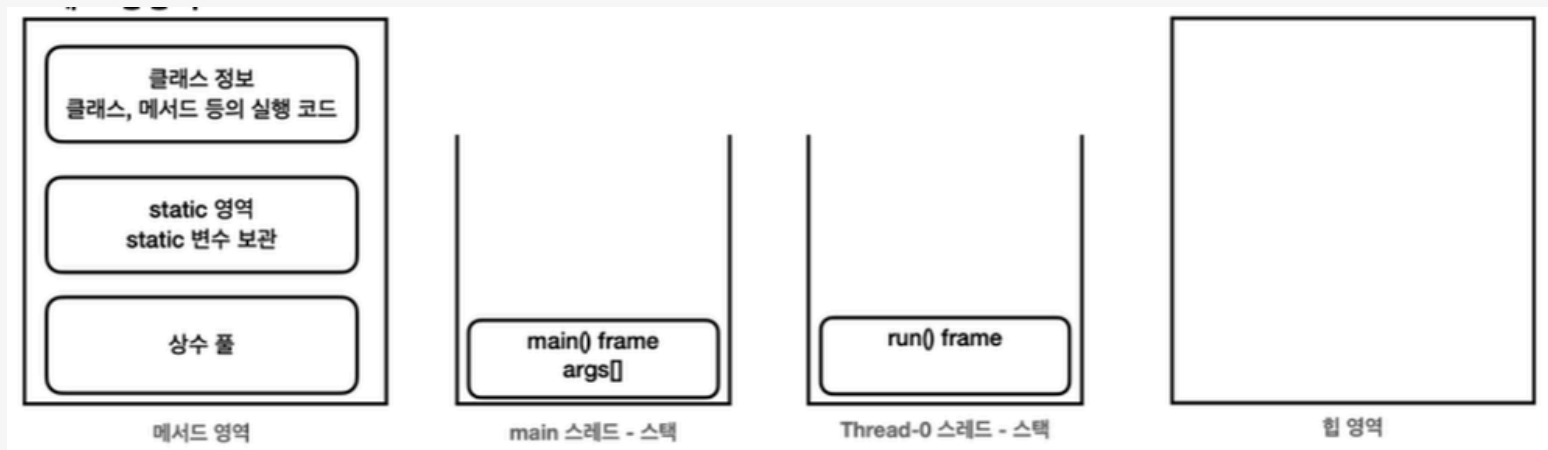 클래스 정보
클래스, 메서드 등의 실행 코드
static 영역
static 변수 보관
상수 풀
메서드 영역
main() frame
args[]
main 스레드 - 스택
run() frame
Thread-0 스레드 - 스택
힙 영역